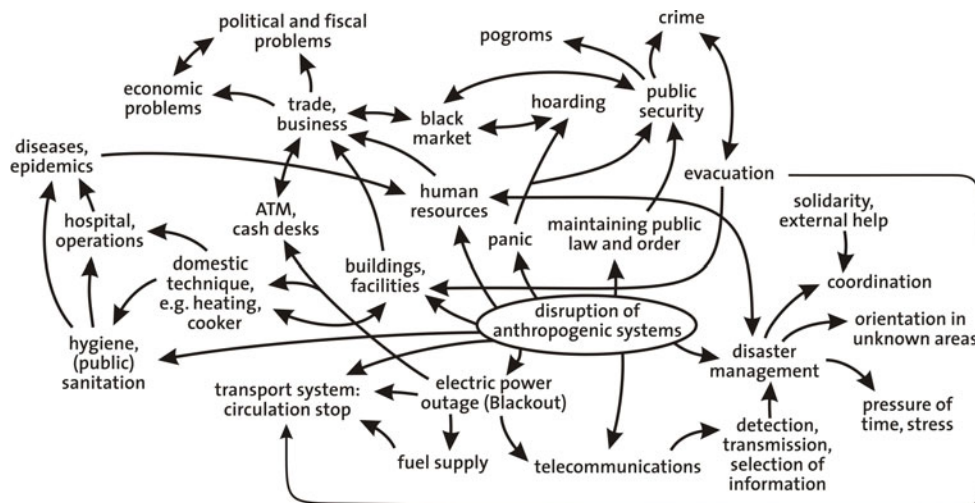 political and fiscal
problems
crime
pogroms
economic
problems
trade,
business
black
market
hoarding
public
security
diseases,
epidemics
evacuation
human
resources
solidarity,
external help
hospital,
operations
ATM,
cash desks
panic
maintaining public
law and order
domestic
technique,
e.g. heating,
cooker
buildings,
facilities
coordination
disruption of
anthropogenic systems
orientation in
unknown areas
hygiene,
(public)
sanitation
disaster
management
transport system:
circulation stop
electric power
outage (Blackout)
pressure of
time, stress
detection,
transmission,
selection of
information
fuel supply
telecommunications